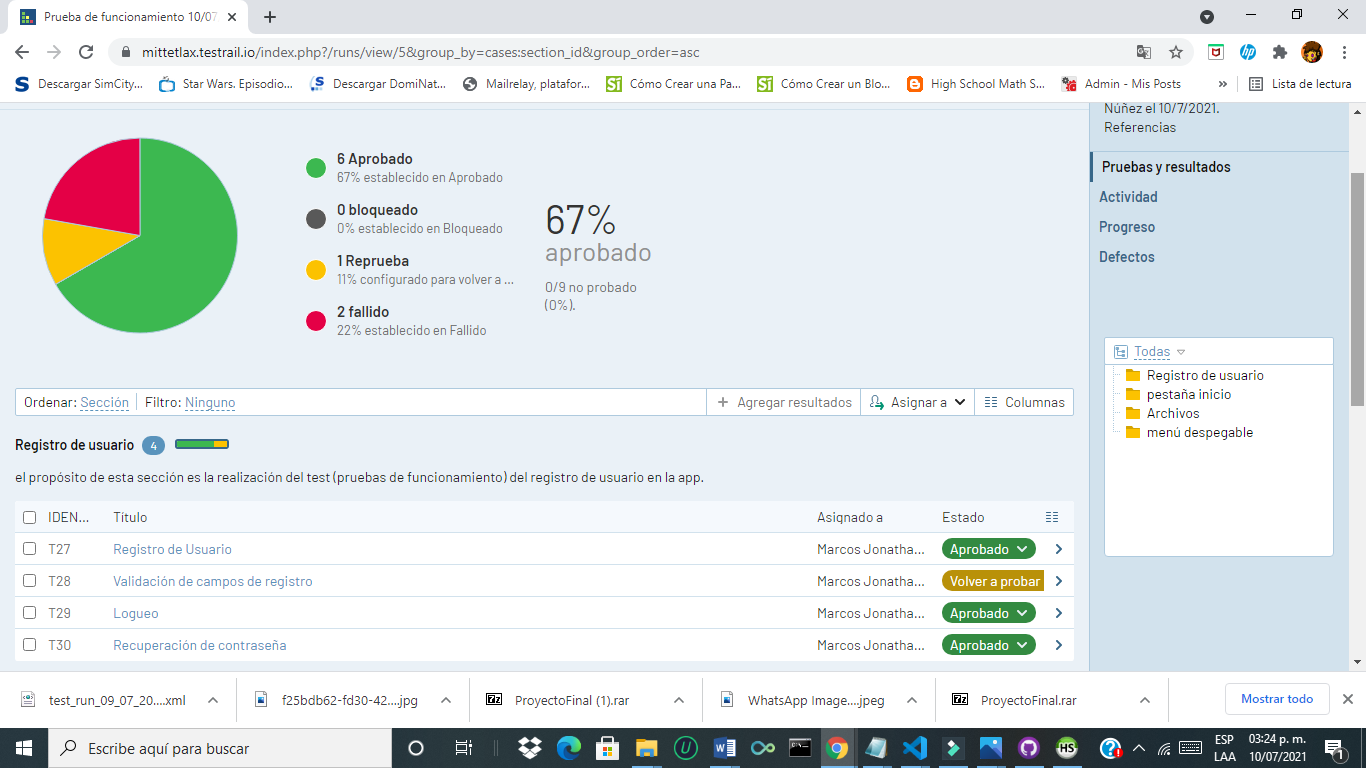 Prueba de funcionamiento 10/07
mittetlax.testrail.io/index.php?/runs/view/5&group_by=cases:section_id&group_order=asc
Descargar SimCity...
Star Wars. Episodio...
Descargar DomiNat...
Mailrelay, platafor...
Cómo Crear una Pa...
Cómo Crear un Blo...
High School Math S...
Admin - Mis Posts
»
Lista de lectura
6 Aprobado
67% establecido en Aprobado
0 bloqueado
0% establecido en Bloqueado
1 Reprueba
11% configurado para volver a ...
2 fallido
22% establecido en Fallido
67%
aprobado
0/9 no probado
(0%).
Núñez el 10/7/2021.
Referencias
Pruebas y resultados
Actividad
Progreso
Defectos
Todas
Registro de usuario
pestaña inicio
Archivos
menú despegable
Ordenar: Sección Filtro: Ninguno
Agregar resultados
Asignar a
Columnas
Registro de usuario 4
el propósito de esta sección es la realización del test (pruebas de funcionamiento) del registro de usuario en la app.
IDEN... Título Asignado a Estado
T27 Registro de Usuario Marcos Jonatha... Aprobado
T28 Validación de campos de registro Marcos Jonatha... Volver a probar
T29 Logueo Marcos Jonatha... Aprobado
T30 Recuperación de contraseña Marcos Jonatha... Aprobado
test_run_09_07_20....xml
f25bdb62-fd30-42....jpg
ProyectoFinal (1).rar
WhatsApp Image....jpeg
ProyectoFinal.rar
Mostrar todo
Escribe aquí para buscar
ESP
LAA
03:24 p. m.
10/07/2021
1